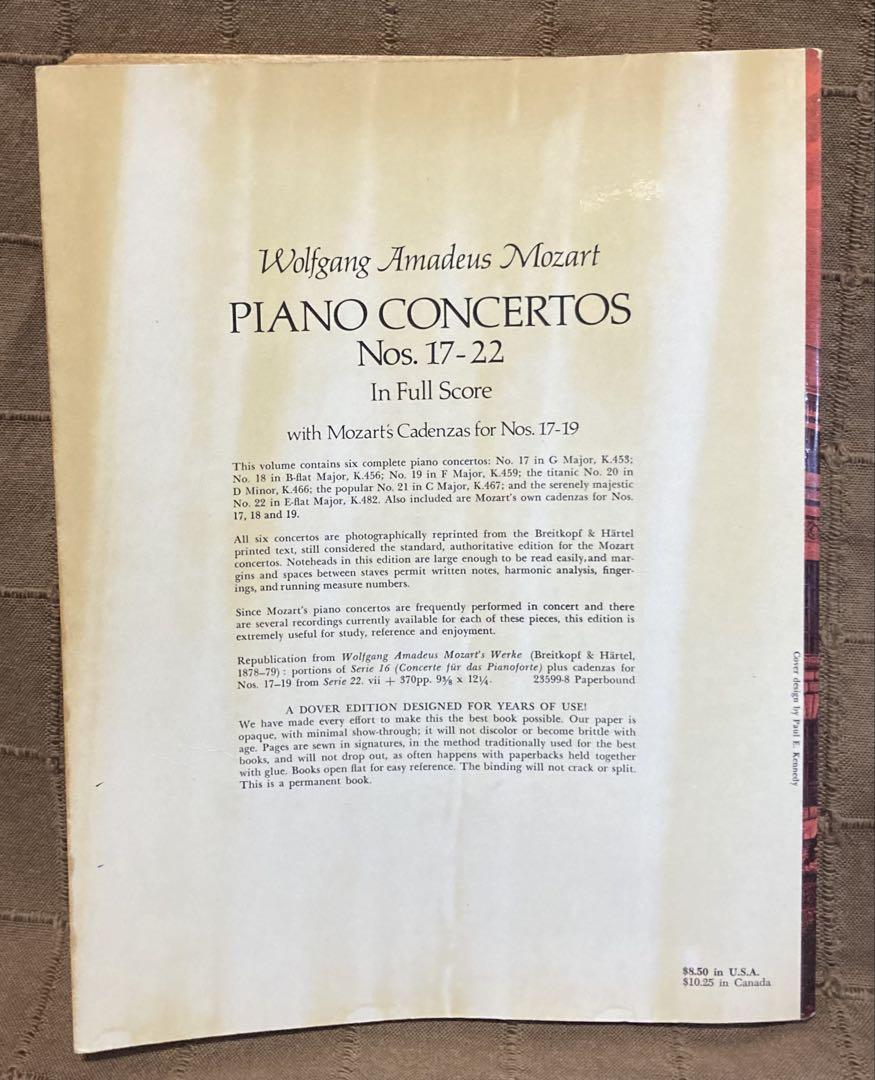 Wolfgang Amadeus Mozart
PIANO CONCERTOS
Nos. 17-22
In Full Score
with Mozart's Cadenzas for Nos. 17-19
This volume contains six complete piano concertos: No. 17 in G Major, K.453;
No. 18 in B-flat Major, K.456; No. 19 in F Major, K.459; the titanic No. 20 in
D Minor, K.466; the popular No. 21 in C Major, K.467; and the serenely majestic
No. 22 in E-flat Major, K.482. Also included are Mozart's own cadenzas for Nos.
17, 18 and 19.
All six concertos are photographically reprinted from the Breitkopf & Härtel
printed text, still considered the standard, authoritative edition for the Mozart
concertos. Noteheads in this edition are large enough to be read easily, and mar-
gins and spaces between staves permit written notes, harmonic analysis, finger-
ings, and running measure numbers.
Since Mozart's piano concertos are frequently performed in concert and there
are several recordings currently available for each of these pieces, this edition is
extremely useful for study, reference and enjoyment.
Republication from Wolfgang Amadeus Mozart's Werke (Breitkopf & Härtel,
1878–79): portions of Serie 16 (Concerte für das Pianoforte) plus cadenzas for
Nos. 17–19 from Serie 22. vii + 370pp. 9⅜ x 12¼. 23599-8 Paperbound
A DOVER EDITION DESIGNED FOR YEARS OF USE!
We have made every effort to make this the best book possible. Our paper is
opaque, with minimal show-through; it will not discolor or become brittle with
age. Pages are sewn in signatures, in the method traditionally used for the best
books, and will not drop out, as often happens with paperbacks held together
with glue. Books open flat for easy reference. The binding will not crack or split.
This is a permanent book.
Cover design by Paul E. Kennedy
$8.50 in U.S.A.
$10.25 in Canada